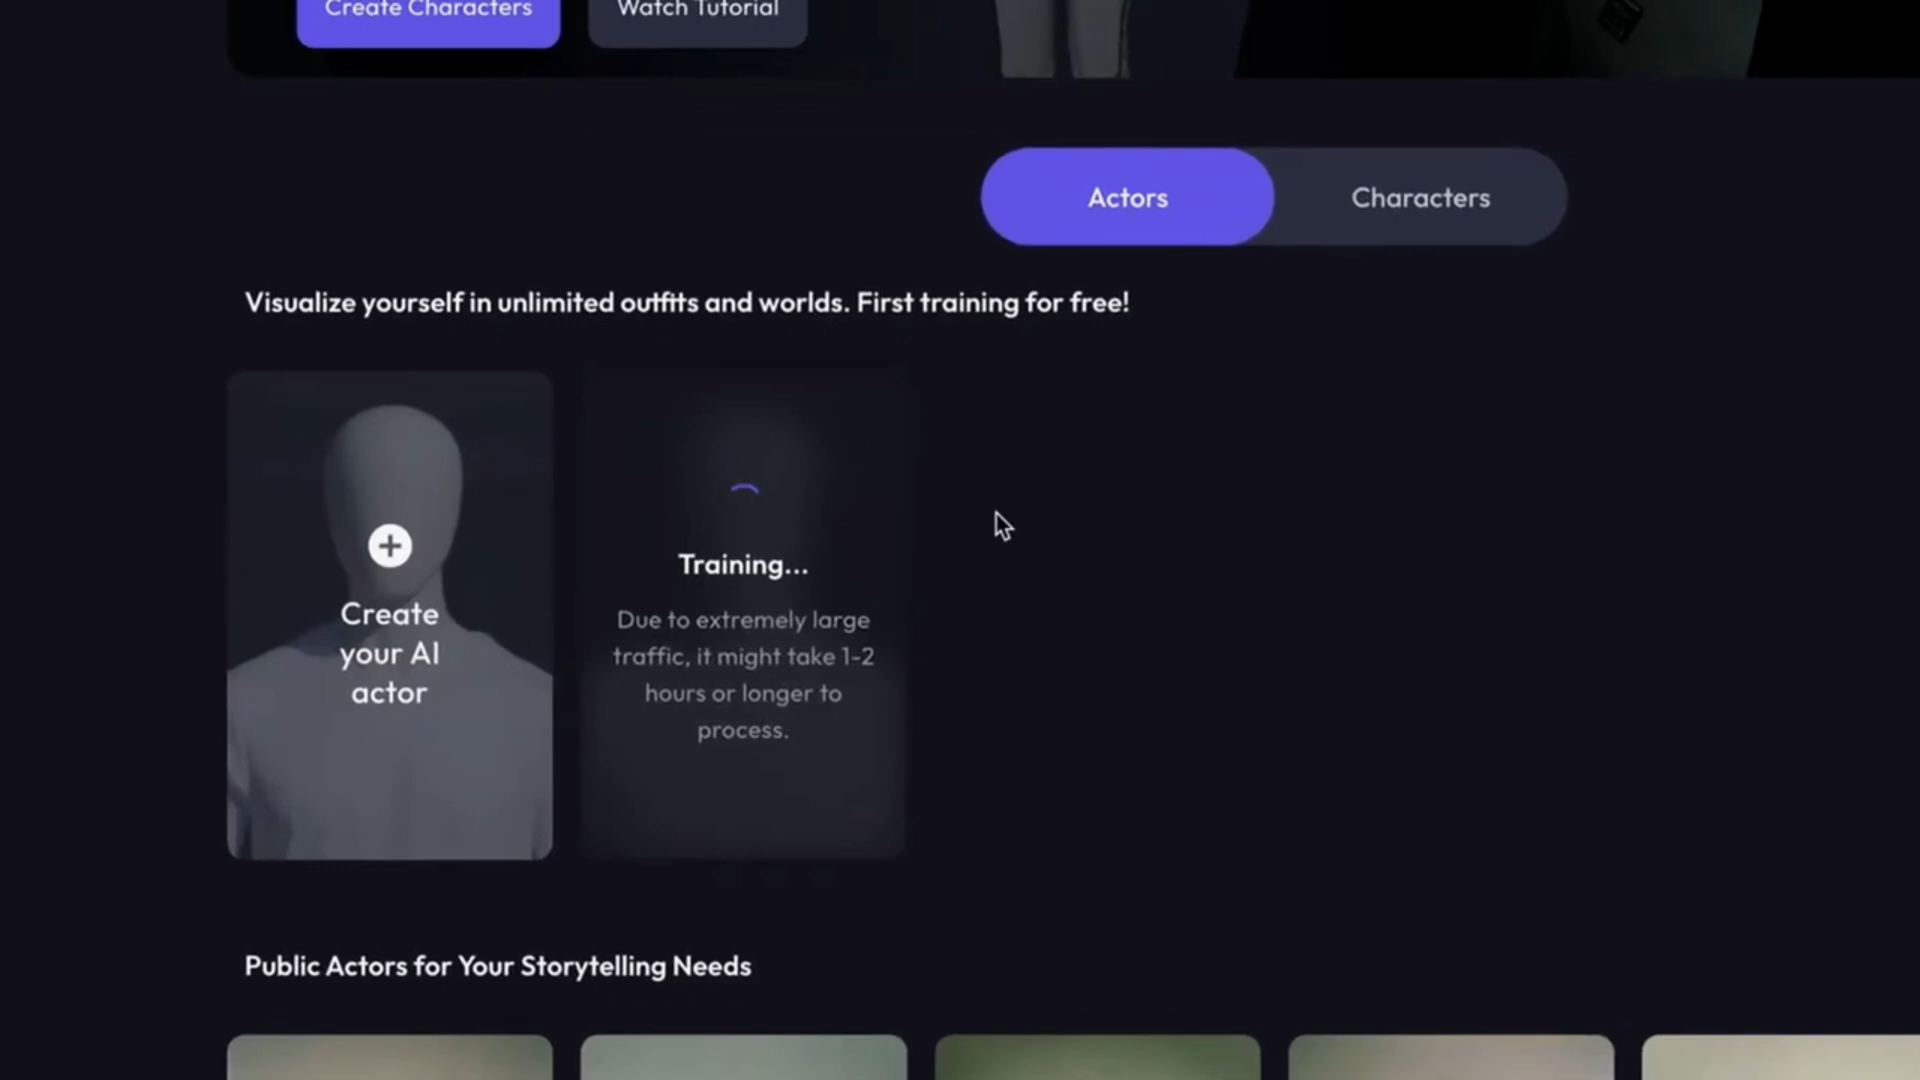 Create Characters
Watch Tutorial
Actors
Characters
Visualize yourself in unlimited outfits and worlds. First training for free!
Create
your AI
actor
Training...
Due to extremely large
traffic, it might take 1-2
hours or longer to
process.
Public Actors for Your Storytelling Needs